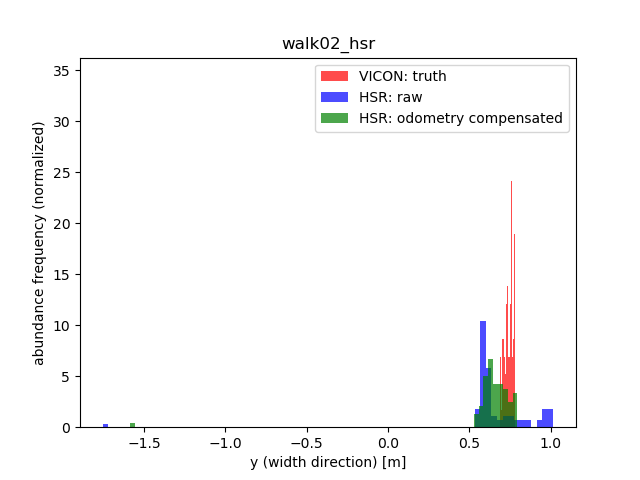 walk02_hsr
VICON: truth
HSR: raw
HSR: odometry compensated
abundance frequency (normalized)
35
30
25
20
15
10
5
0
−1.5 −1.0 −0.5 0.0 0.5 1.0
y (width direction) [m]